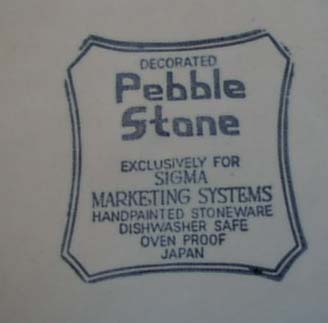 DECORATED
Pebble
Stone
EXCLUSIVELY FOR
SIGMA
MARKETING SYSTEMS
HANDPAINTED STONEWARE
DISHWASHER SAFE
OVEN PROOF
JAPAN